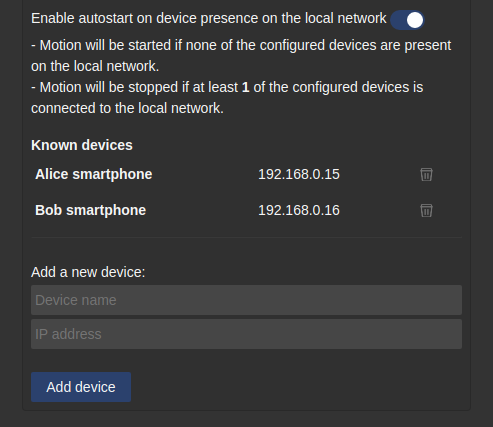 Enable autostart on device presence on the local network
- Motion will be started if none of the configured devices are present
on the local network.
- Motion will be stopped if at least 1 of the configured devices is
connected to the local network.
Known devices
Alice smartphone 192.168.0.15
Bob smartphone 192.168.0.16
Add a new device:
Device name
IP address
Add device